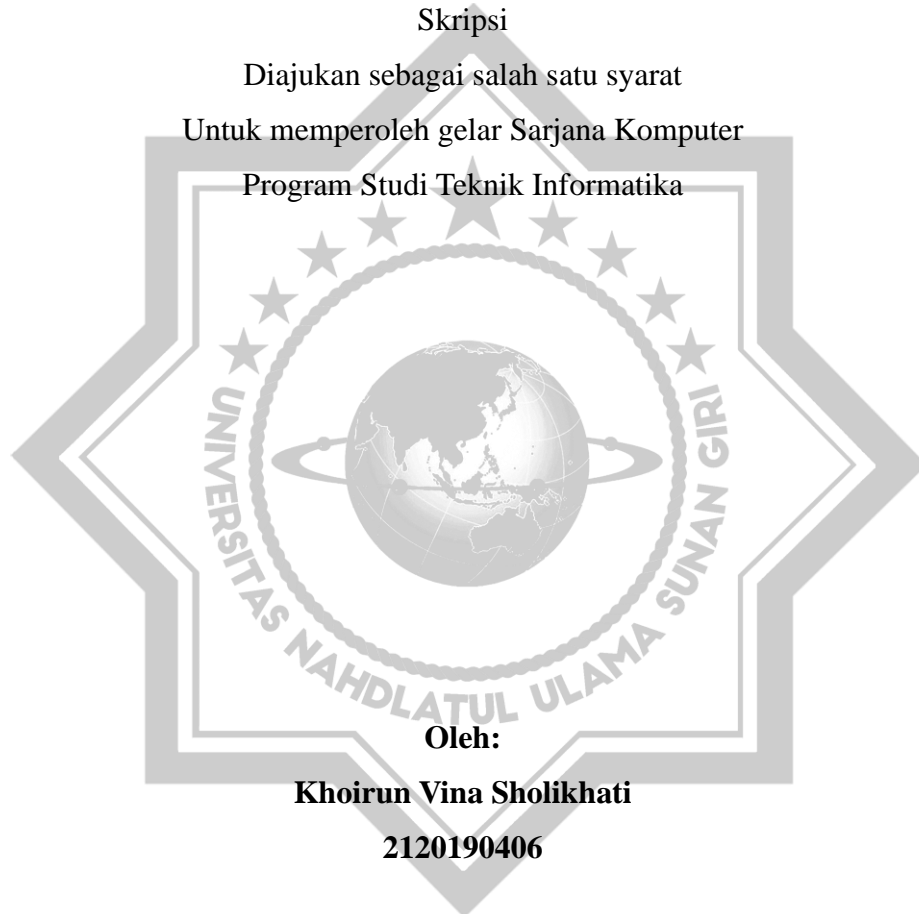 Skripsi
Diajukan sebagai salah satu syarat
Untuk memperoleh gelar Sarjana Komputer
Program Studi Teknik Informatika
UNIVERSITAS NAHDLATUL ULAMA SUNAN GIRI
Oleh:
Khoirun Vina Sholikhati
2120190406